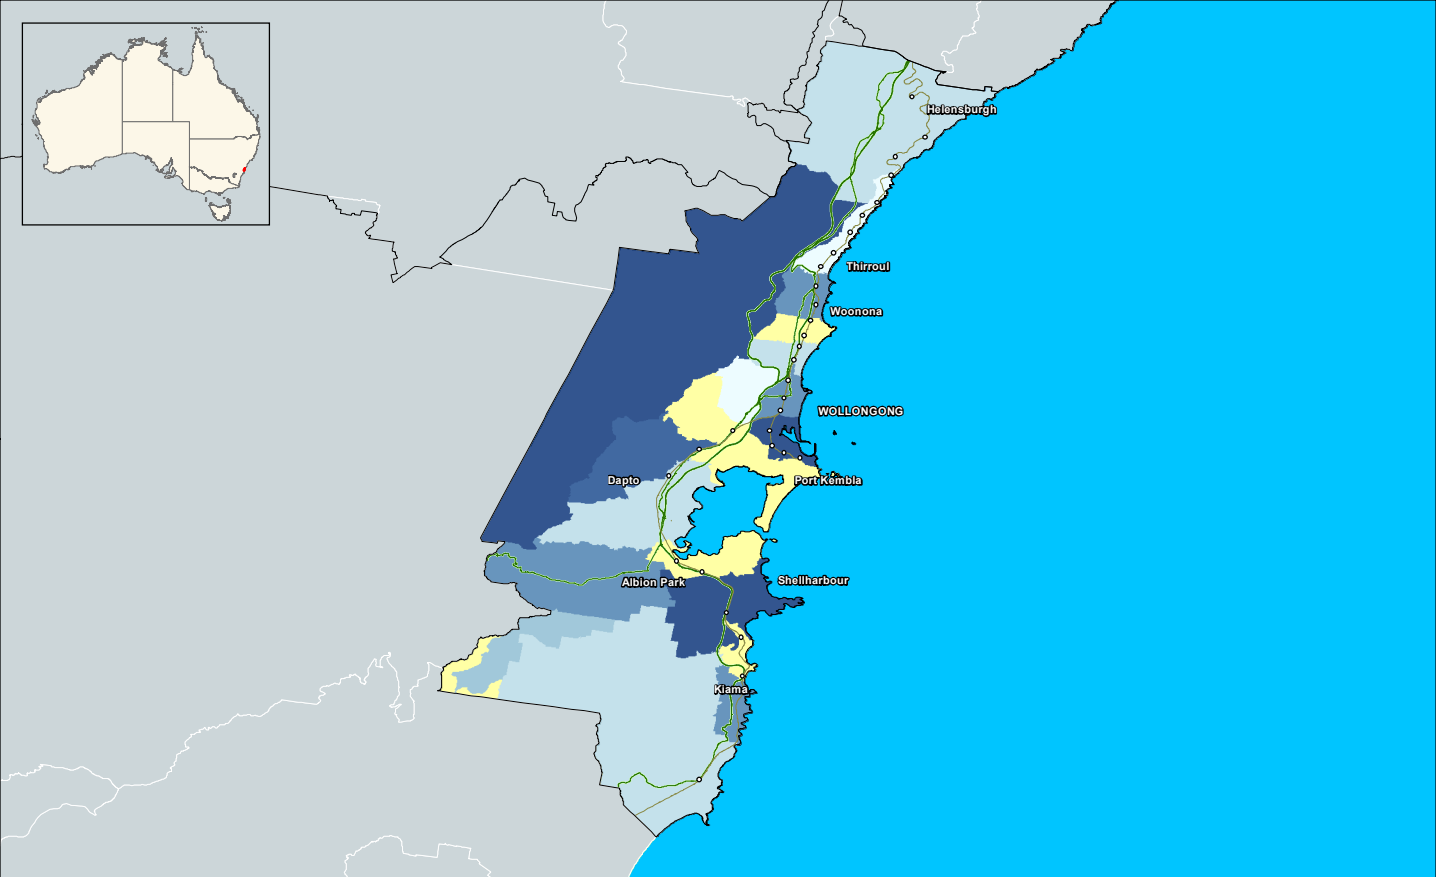 Helensburgh
Thirroul
Woonona
WOLLONGONG
Dapto
Port Kembla
Albion Park
Shellharbour
Kiama